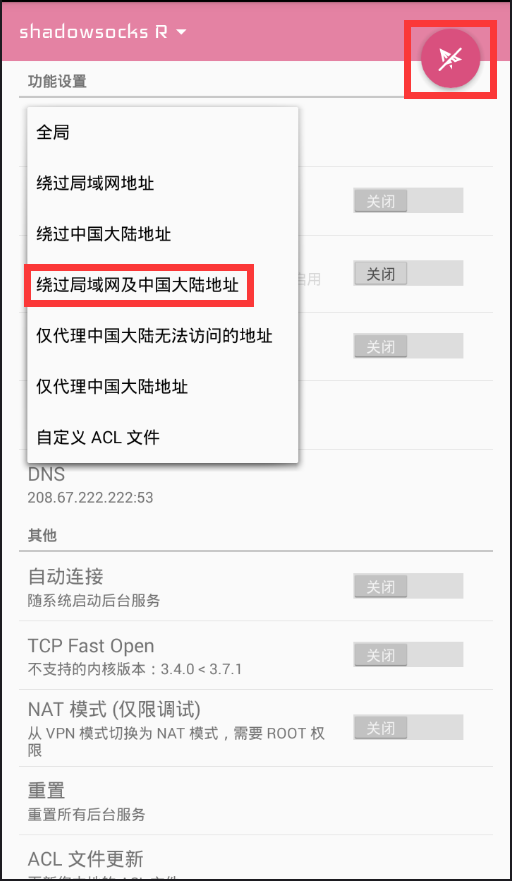 shadowsocks R
功能设置
全局
绕过局域网地址
关闭
绕过中国大陆地址
绕过局域网及中国大陆地址
启用
关闭
仅代理中国大陆无法访问的地址
关闭
仅代理中国大陆地址
自定义 ACL 文件
DNS
208.67.222.222:53
其他
自动连接
随系统启动后台服务
关闭
TCP Fast Open
不支持的内核版本：3.4.0 < 3.7.1
关闭
NAT 模式 (仅限调试)
从 VPN 模式切换为 NAT 模式，需要 ROOT 权
限
关闭
重置
重置所有后台服务
ACL 文件更新